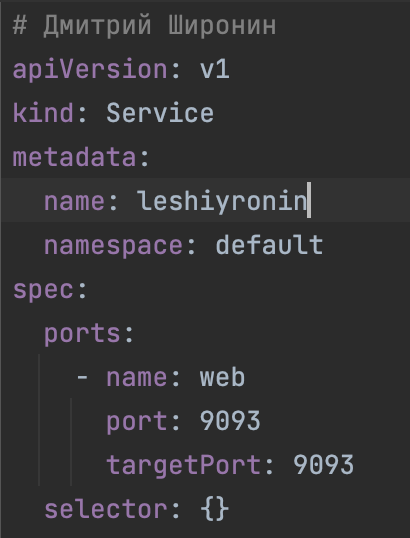 # Дмитрий Широнин
apiVersion: v1
kind: Service
metadata:
  name: leshiyronin
  namespace: default
spec:
  ports:
    - name: web
      port: 9093
      targetPort: 9093
  selector: {}